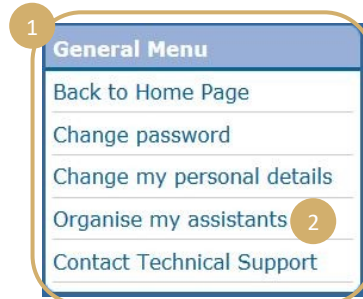 1
General Menu
Back to Home Page
Change password
Change my personal details
Organise my assistants 2
Contact Technical Support